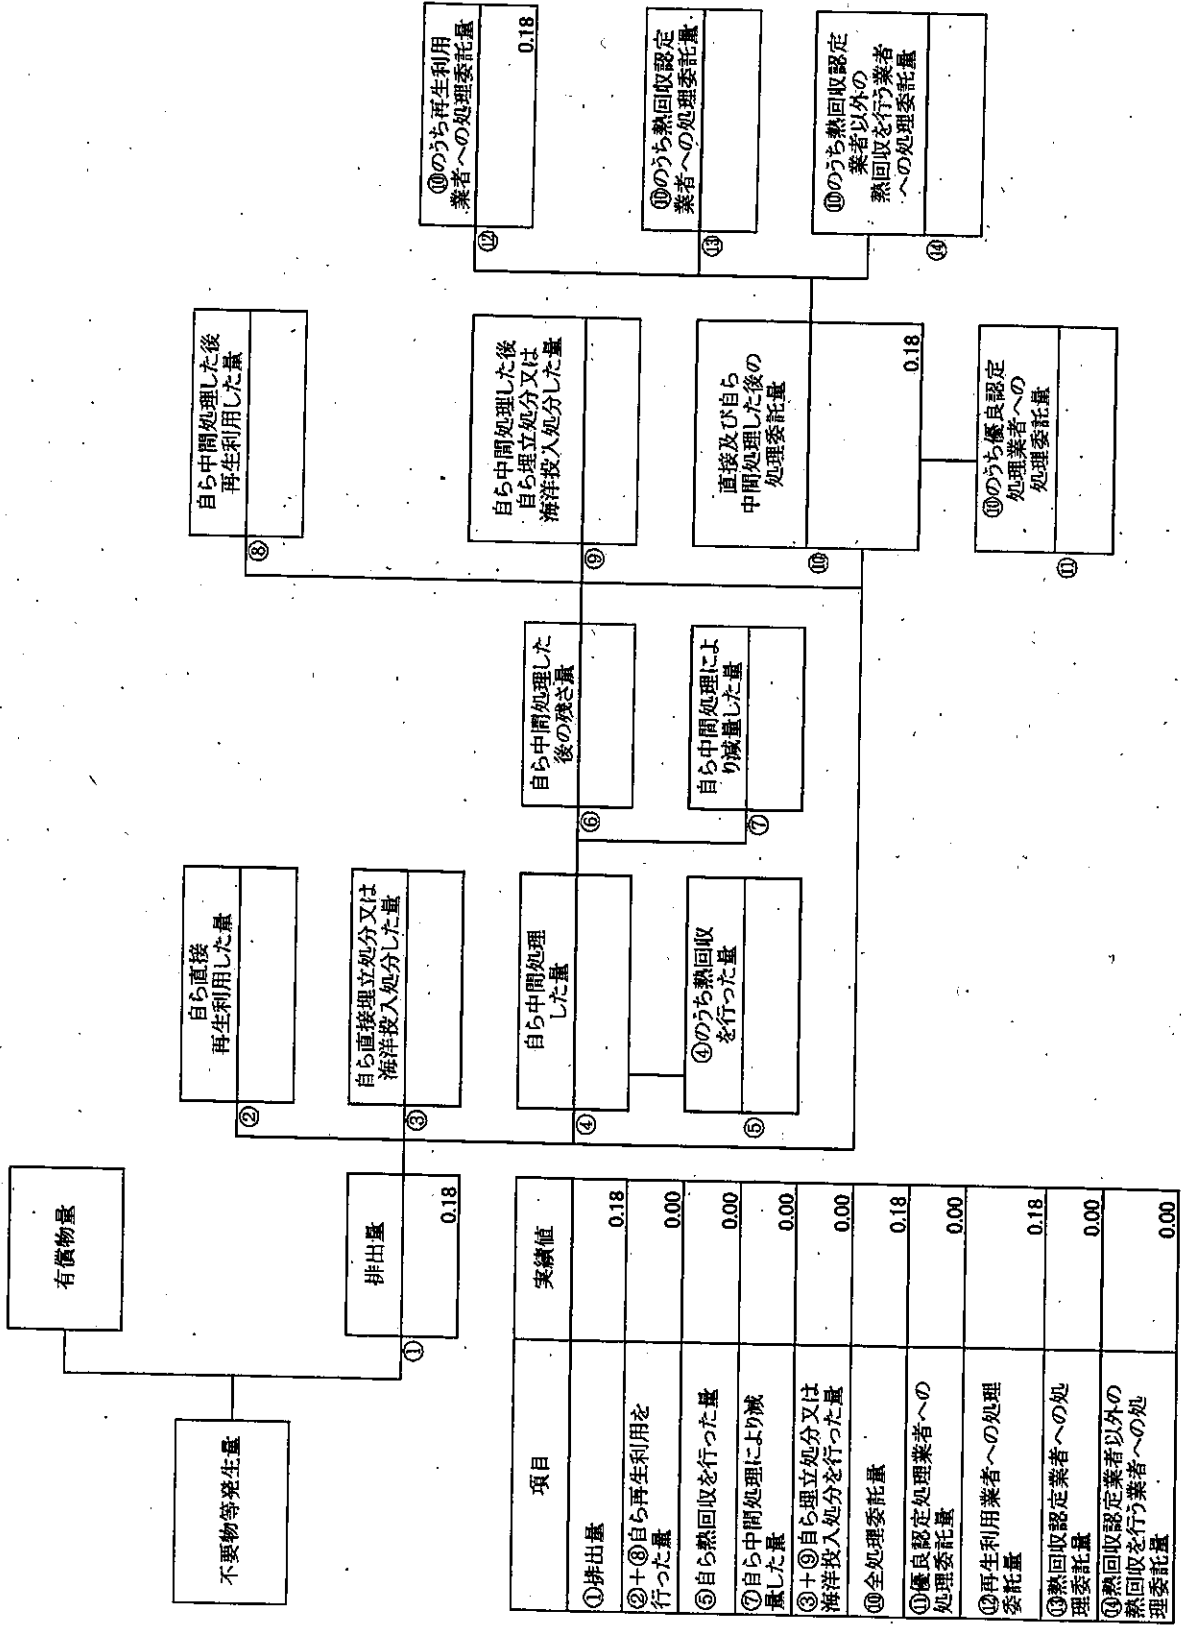 不要物等発生量
有償物量
①
排出量
0.18
②
自ら直接
再生利用した量
③
自ら直接埋立処分又は
海洋投入処分した量
④
自ら中間処理
した量
⑤
④のうち熱回収
を行った量
⑥
自ら中間処理した
後の残さ量
⑦
自ら中間処理によ
り減量した量
⑧
自ら中間処理した後
再生利用した量
⑨
自ら中間処理した後
自ら埋立処分又は
海洋投入処分した量
⑩
直接及び自ら
中間処理した後の
処理委託量
0.18
⑪
⑩のうち優良認定
処理業者への
処理委託量
⑫
⑩のうち再生利用
業者への処理委託量
0.18
⑬
⑩のうち熱回収認定
業者への処理委託量
⑭
⑩のうち熱回収認定
業者以外の
熱回収を行う業者
への処理委託量
項目 実績値
①排出量 0.18
②+⑧自ら再生利用を
行った量 0.00
⑤自ら熱回収を行った量 0.00
⑦自ら中間処理により減
量した量 0.00
③+⑨自ら埋立処分又は
海洋投入処分を行った量 0.00
⑩全処理委託量 0.18
⑪優良認定処理業者への
処理委託量 0.00
⑫再生利用業者への処理
委託量 0.18
⑬熱回収認定業者への処
理委託量 0.00
⑭熱回収認定業者以外の
熱回収を行う業者への処
理委託量 0.00